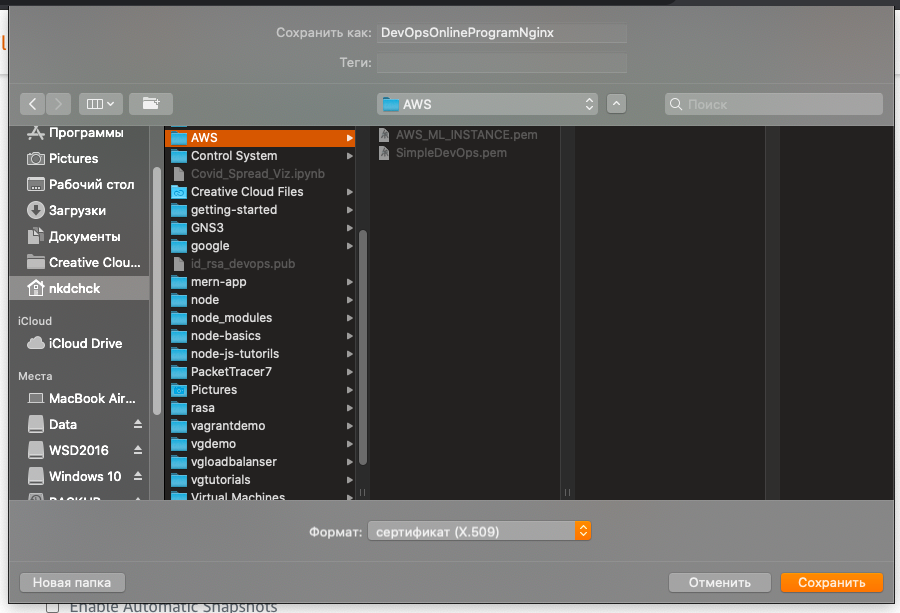 Сохранить как: DevOpsOnlineProgramNginx
Теги:
AWS
Поиск
Программы
Pictures
Рабочий стол
Загрузки
Документы
Creative Clou...
nkdchck
iCloud
iCloud Drive
Места
MacBook Air...
Data
WSD2016
Windows 10
BACKUP
AWS
Control System
Covid_Spread_Viz.ipynb
Creative Cloud Files
getting-started
GNS3
google
id_rsa_devops.pub
mern-app
node
node_modules
node-basics
node-js-tutorils
PacketTracer7
Pictures
rasa
vagrantdemo
vgdemo
vgloadbalanser
vgtutorials
Virtual Machines
AWS_ML_INSTANCE.pem
SimpleDevOps.pem
Формат: сертификат (X.509)
Новая папка
Отменить
Сохранить
Enable Automatic Snapshots